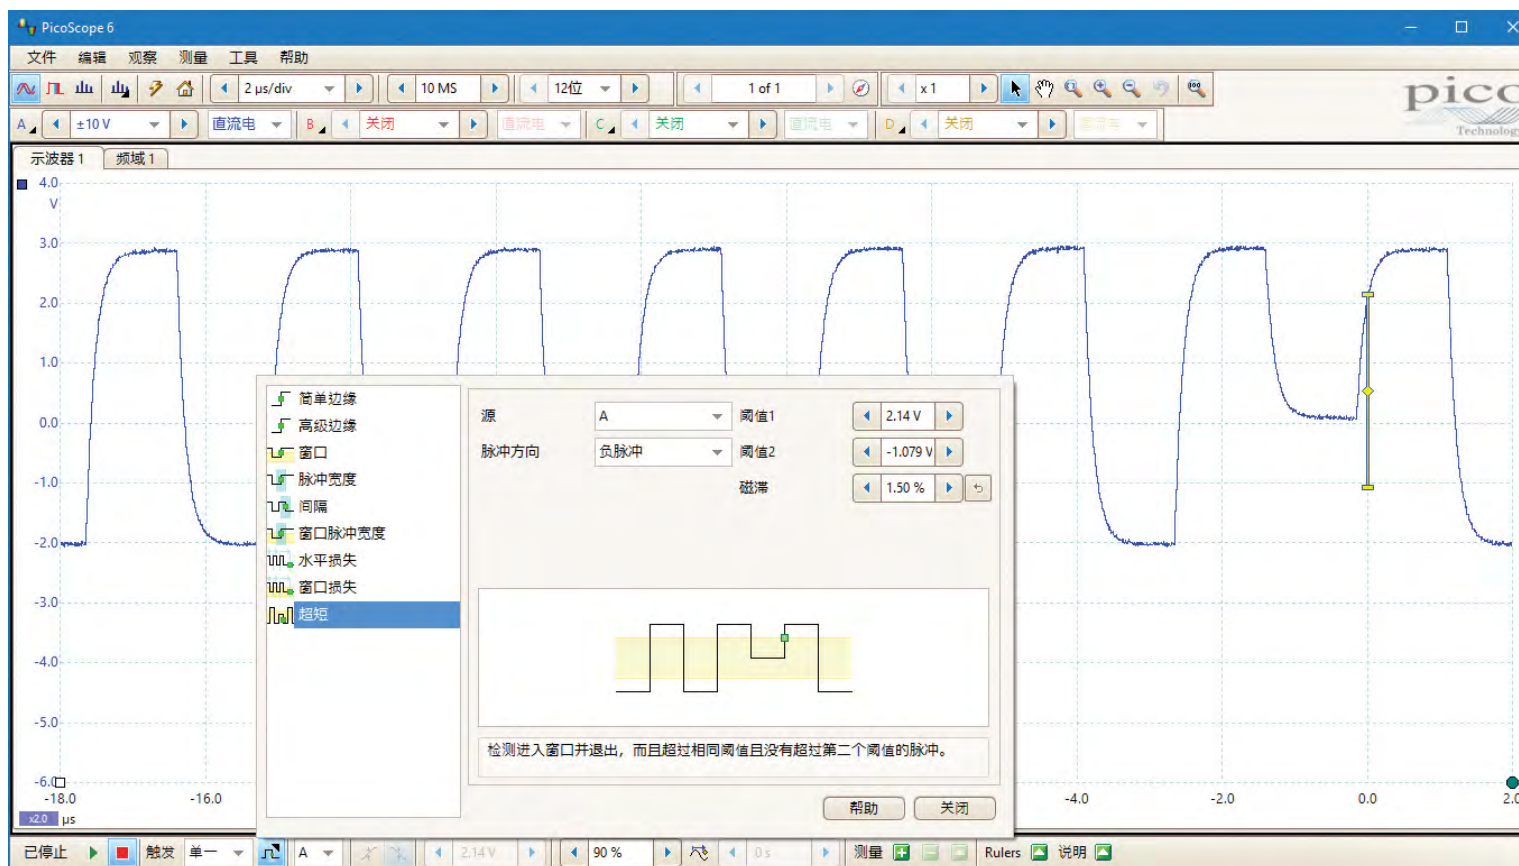 PicoScope 6
文件 编辑 观察 测量 工具 帮助
2 µs/div 10 MS 12位 1 of 1 x 1
pico
Technology
A ±10 V 直流电 B 关闭 直流电 C 关闭 直流电 D 关闭
示波器 1 频域 1
4.0
V
3.0
2.0
1.0
0.0
-1.0
-2.0
-3.0
-4.0
-5.0
-6.0
简单边缘
高级边缘
窗口
脉冲宽度
间隔
窗口脉冲宽度
水平损失
窗口损失
超短
源 A 阈值1 2.14 V
脉冲方向 负脉冲 阈值2 -1.079 V
磁滞 1.50 %
检测进入窗口并退出，而且超过相同阈值且没有超过第二个阈值的脉冲。
帮助 关闭
-18.0 -16.0 -4.0 -2.0 0.0 2.0
x2.0 µs
已停止 触发 单一 A 2.14 V 90 % 0 s 测量 Rulers 说明